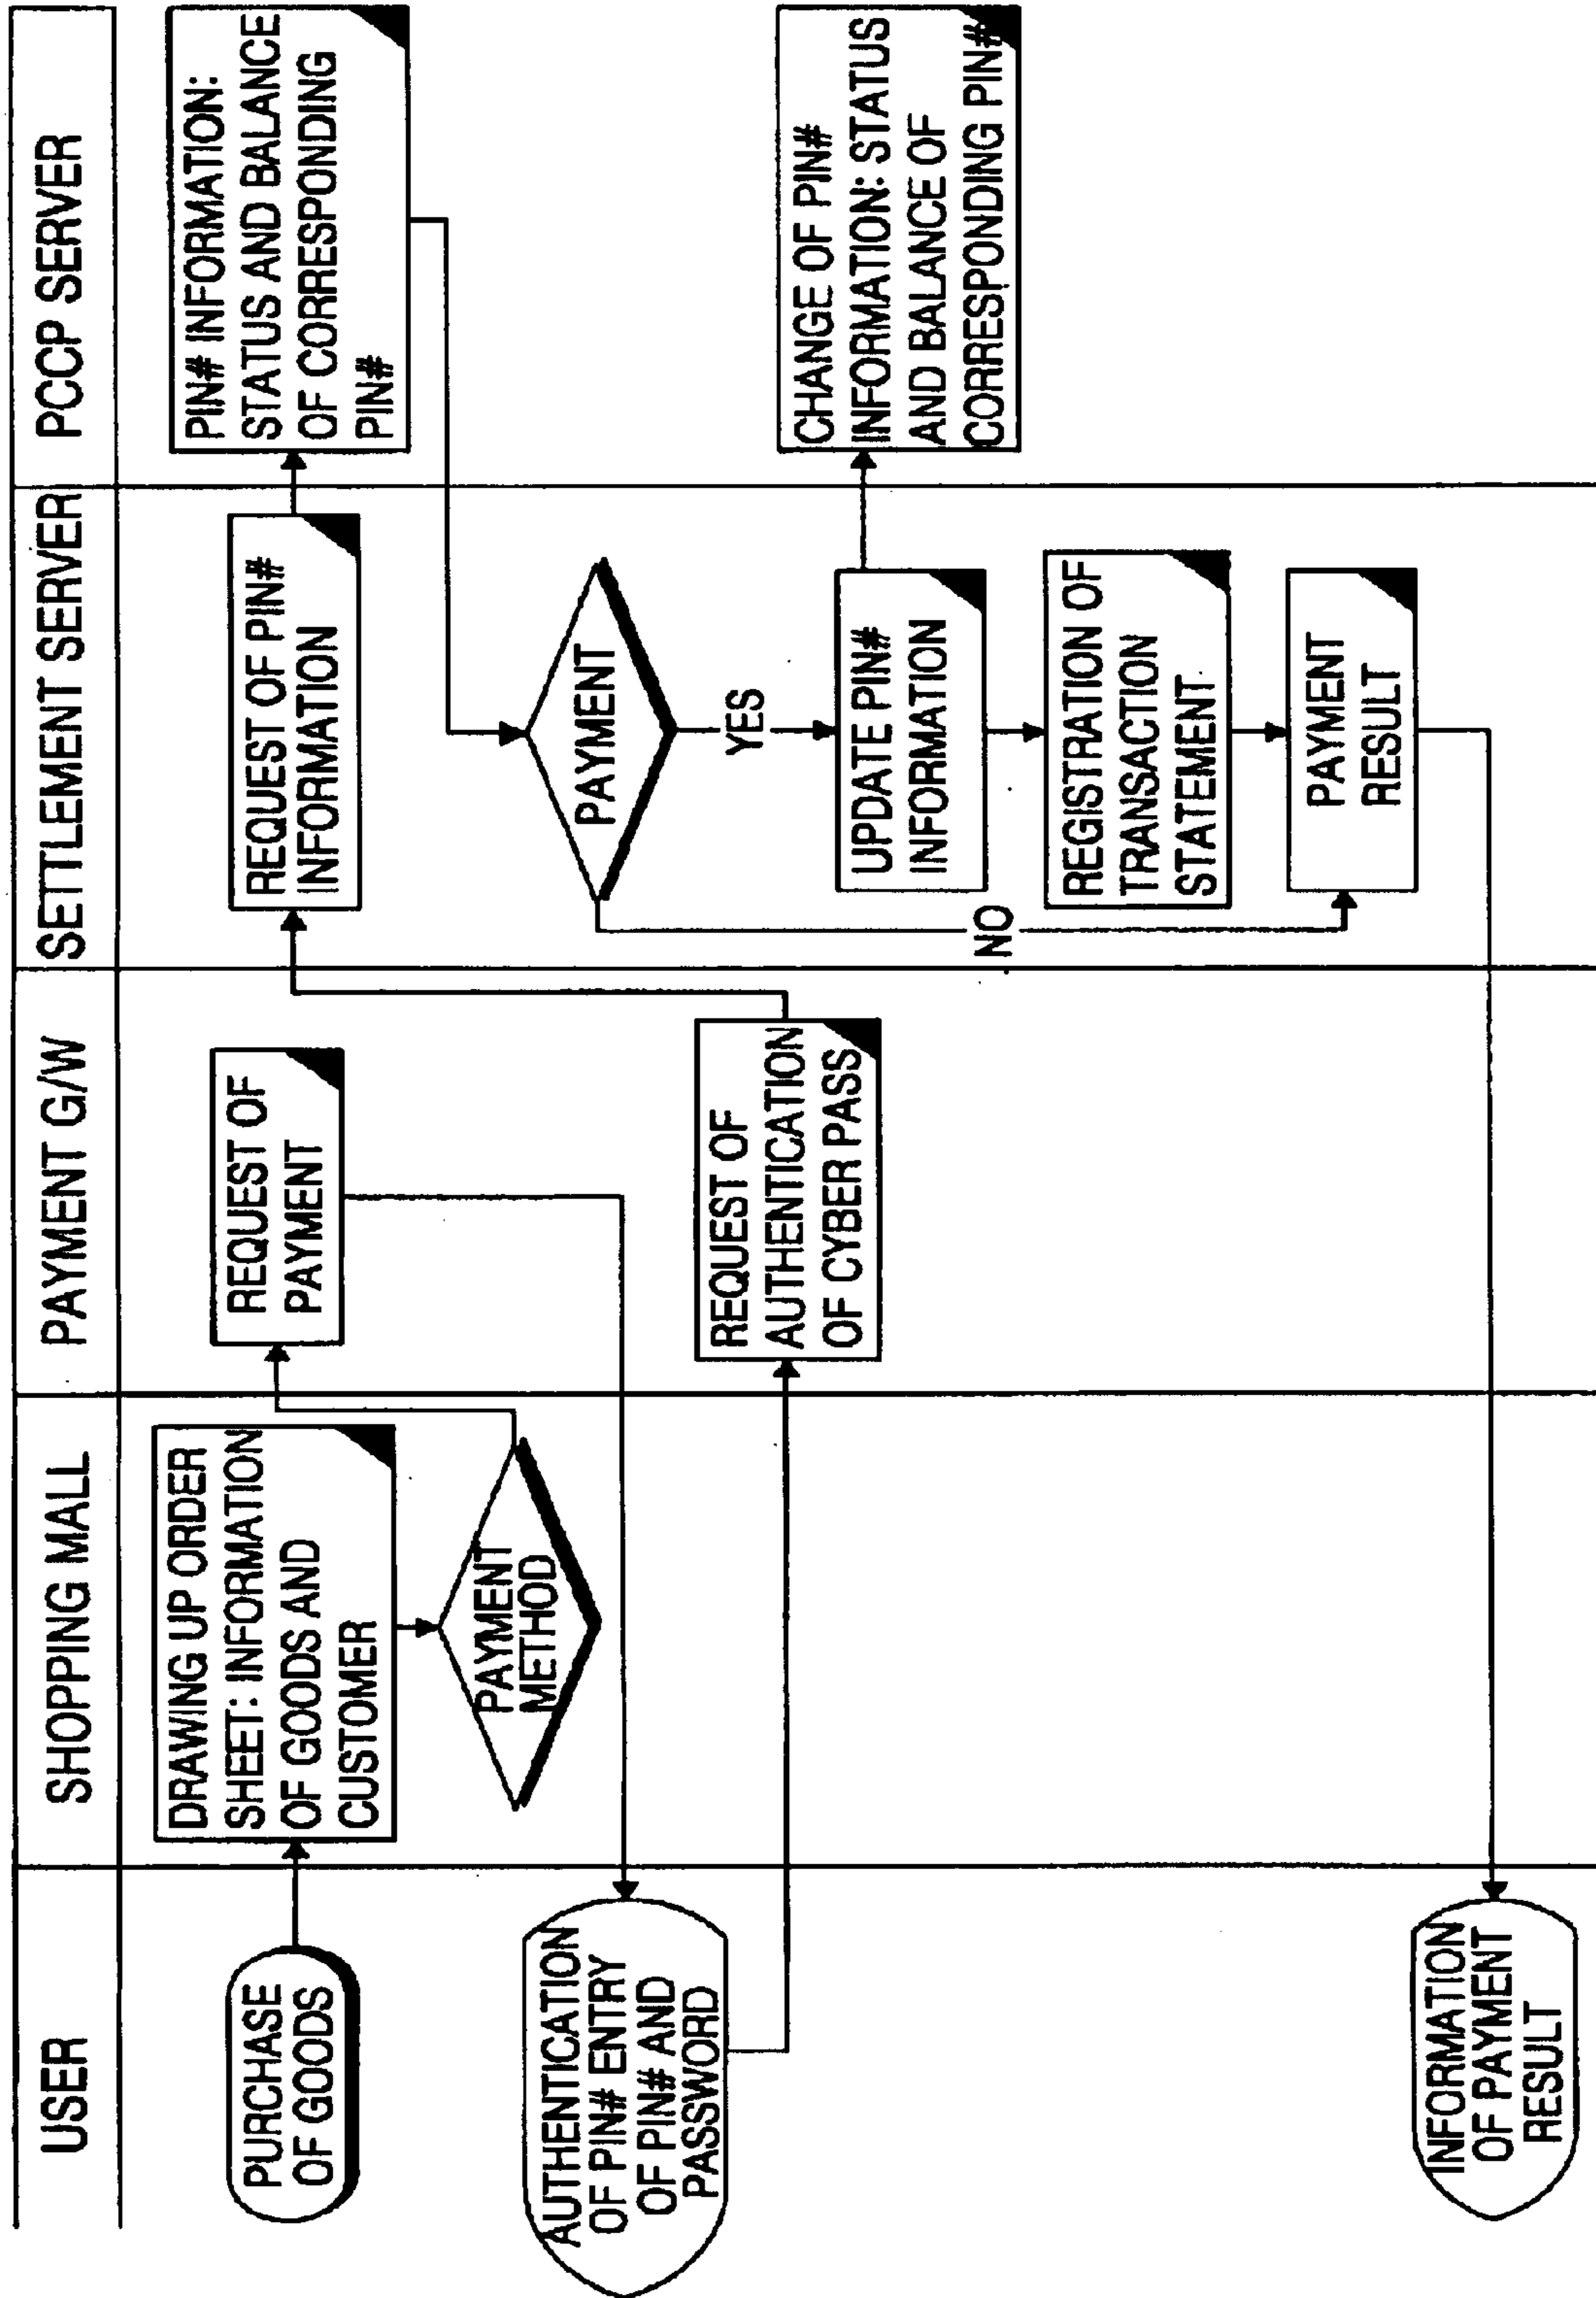 USER
SHOPPING MALL
PAYMENT G/W
SETTLEMENT SERVER
PCCP SERVER
PURCHASE
OF GOODS
DRAWING UP ORDER
SHEET: INFORMATION
OF GOODS AND
CUSTOMER
PAYMENT
METHOD
REQUEST OF
PAYMENT
AUTHENTICATION
OF PIN# ENTRY
OF PIN# AND
PASSWORD
REQUEST OF
AUTHENTICATION
OF CYBER PASS
REQUEST OF PIN#
INFORMATION
PIN# INFORMATION:
STATUS AND BALANCE
OF CORRESPONDING
PIN#
PAYMENT
YES
NO
UPDATE PIN#
INFORMATION
CHANGE OF PIN#
INFORMATION: STATUS
AND BALANCE OF
CORRESPONDING PIN#
REGISTRATION OF
TRANSACTION
STATEMENT
PAYMENT
RESULT
INFORMATION
OF PAYMENT
RESULT